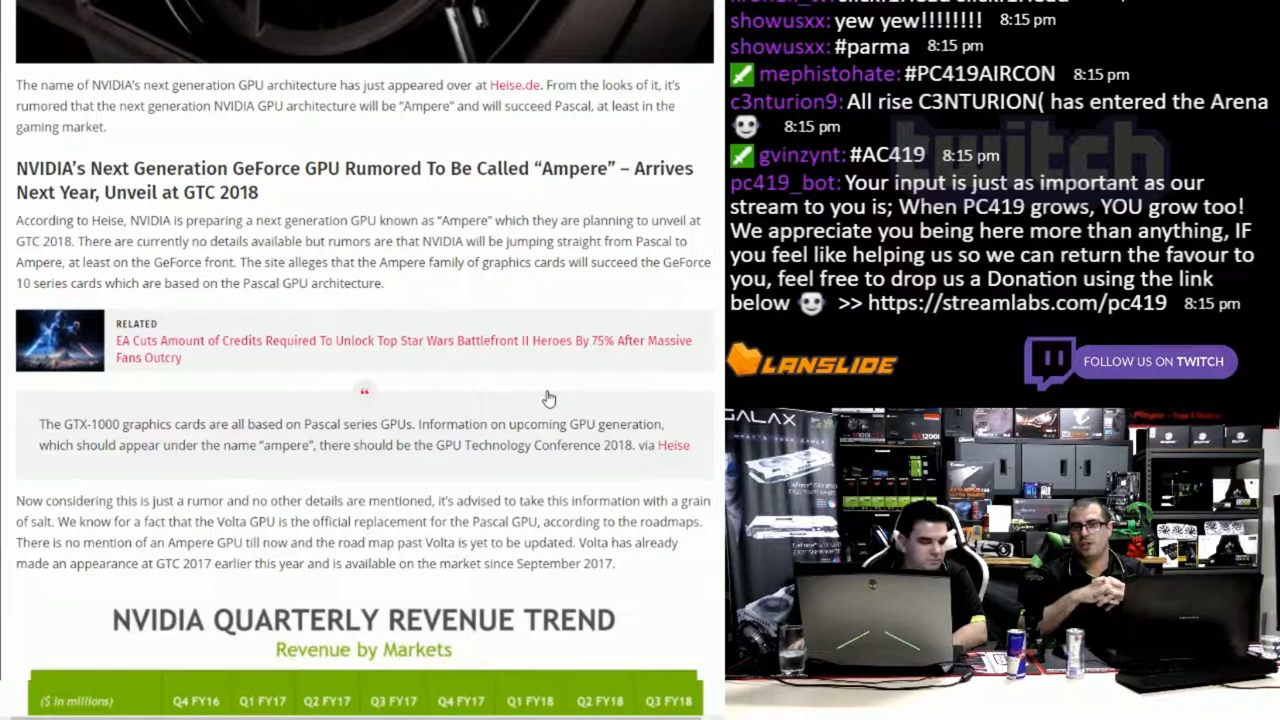 The name of NVIDIA's next generation GPU architecture has just appeared over at Heise.de. From the looks of it, it's
rumored that the next generation NVIDIA GPU architecture will be “Ampere” and will succeed Pascal, at least in the
gaming market.
NVIDIA's Next Generation GeForce GPU Rumored To Be Called “Ampere” – Arrives
Next Year, Unveil at GTC 2018
According to Heise, NVIDIA is preparing a next generation GPU known as “Ampere” which they are planning to unveil at
GTC 2018. There are currently no details available but rumors are that NVIDIA will be jumping straight from Pascal to
Ampere, at least on the GeForce front. The site alleges that the Ampere family of graphics cards will succeed the GeForce
10 series cards which are based on the Pascal GPU architecture.
RELATED
EA Cuts Amount of Credits Required To Unlock Top Star Wars Battlefront II Heroes By 75% After Massive
Fans Outcry
“
The GTX-1000 graphics cards are all based on Pascal series GPUs. Information on upcoming GPU generation,
which should appear under the name “ampere”, there should be the GPU Technology Conference 2018. via Heise
Now considering this is just a rumor and no other details are mentioned, it's advised to take this information with a grain
of salt. We know for a fact that the Volta GPU is the official replacement for the Pascal GPU, according to the roadmaps.
There is no mention of an Ampere GPU till now and the road map past Volta is yet to be updated. Volta has already
made an appearance at GTC 2017 earlier this year and is available on the market since September 2017.
NVIDIA QUARTERLY REVENUE TREND
Revenue by Markets
($ in millions) Q4 FY16 Q1 FY17 Q2 FY17 Q3 FY17 Q4 FY17 Q1 FY18 Q2 FY18 Q3 FY18
showusxx: yew yew!!!!!!!! 8:15 pm
showusxx: #parma 8:15 pm
mephistohate: #PC419AIRCON 8:15 pm
c3nturion9: All rise C3NTURION( has entered the Arena
8:15 pm
twitch
gvinzynt: #AC419 8:15 pm
pc419_bot: Your input is just as important as our
stream to you is; When PC419 grows, YOU grow too!
We appreciate you being here more than anything, IF
you feel like helping us so we can return the favour to
you, feel free to drop us a Donation using the link
below >> https://streamlabs.com/pc419 8:15 pm
LANSLIDE
FOLLOW US ON TWITCH
GALAX